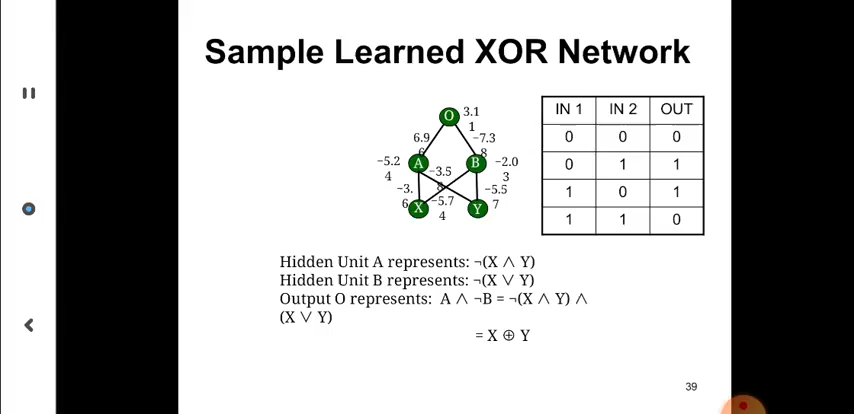 Sample Learned XOR Network
O
3.1
1
6.9
6
−7.3
8
−5.2
4
A
−3.5
8
B
−2.0
3
−3.
6
X
−5.7
4
Y
−5.5
7
IN 1 IN 2 OUT
0 0 0
0 1 1
1 0 1
1 1 0
Hidden Unit A represents: ¬(X ∧ Y)
Hidden Unit B represents: ¬(X ∨ Y)
Output O represents: A ∧ ¬B = ¬(X ∧ Y) ∧
(X ∨ Y)
= X ⊕ Y
39